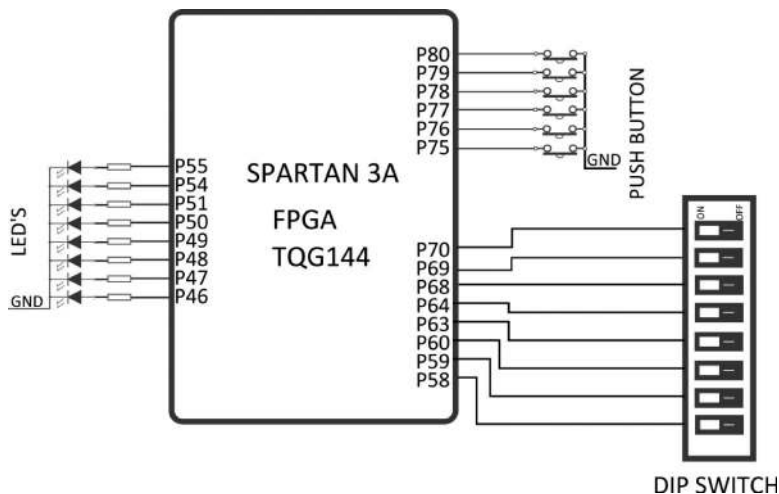 P80
P79
P78
P77
P76
P75
GND
PUSH BUTTON
P55
P54
P51
P50
P49
P48
P47
P46
LED'S
GND
SPARTAN 3A
FPGA
TQG144
P70
P69
P68
P64
P63
P60
P59
P58
ON
OFF
DIP SWITCH